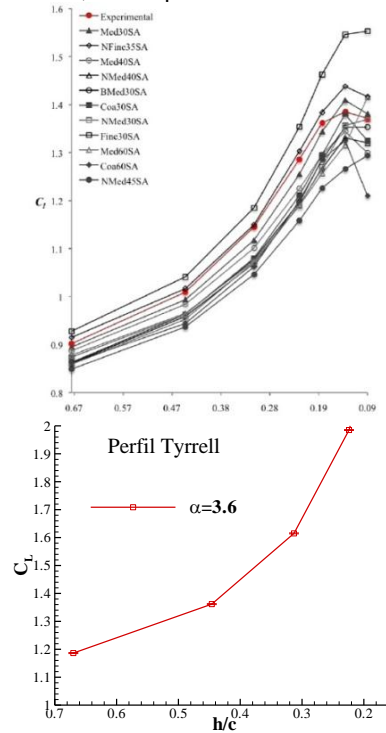 1.6
1.5
1.4
1.3
1.2
1.1
1
0.9
0.8
C_t
Experimental
Med30SA
NFine35SA
Med40SA
NMed40SA
BMed30SA
Coa30SA
NMed30SA
Fine30SA
Med60SA
Coa60SA
NMed45SA
0.67 0.57 0.48 0.38 0.28 0.19 0.09
2
1.9
1.8
1.7
1.6
1.5
1.4
1.3
1.2
1.1
1
C_L
Perfil Tyrrell
α=3.6
0.7 0.6 0.5 0.4 0.3 0.2
h/c